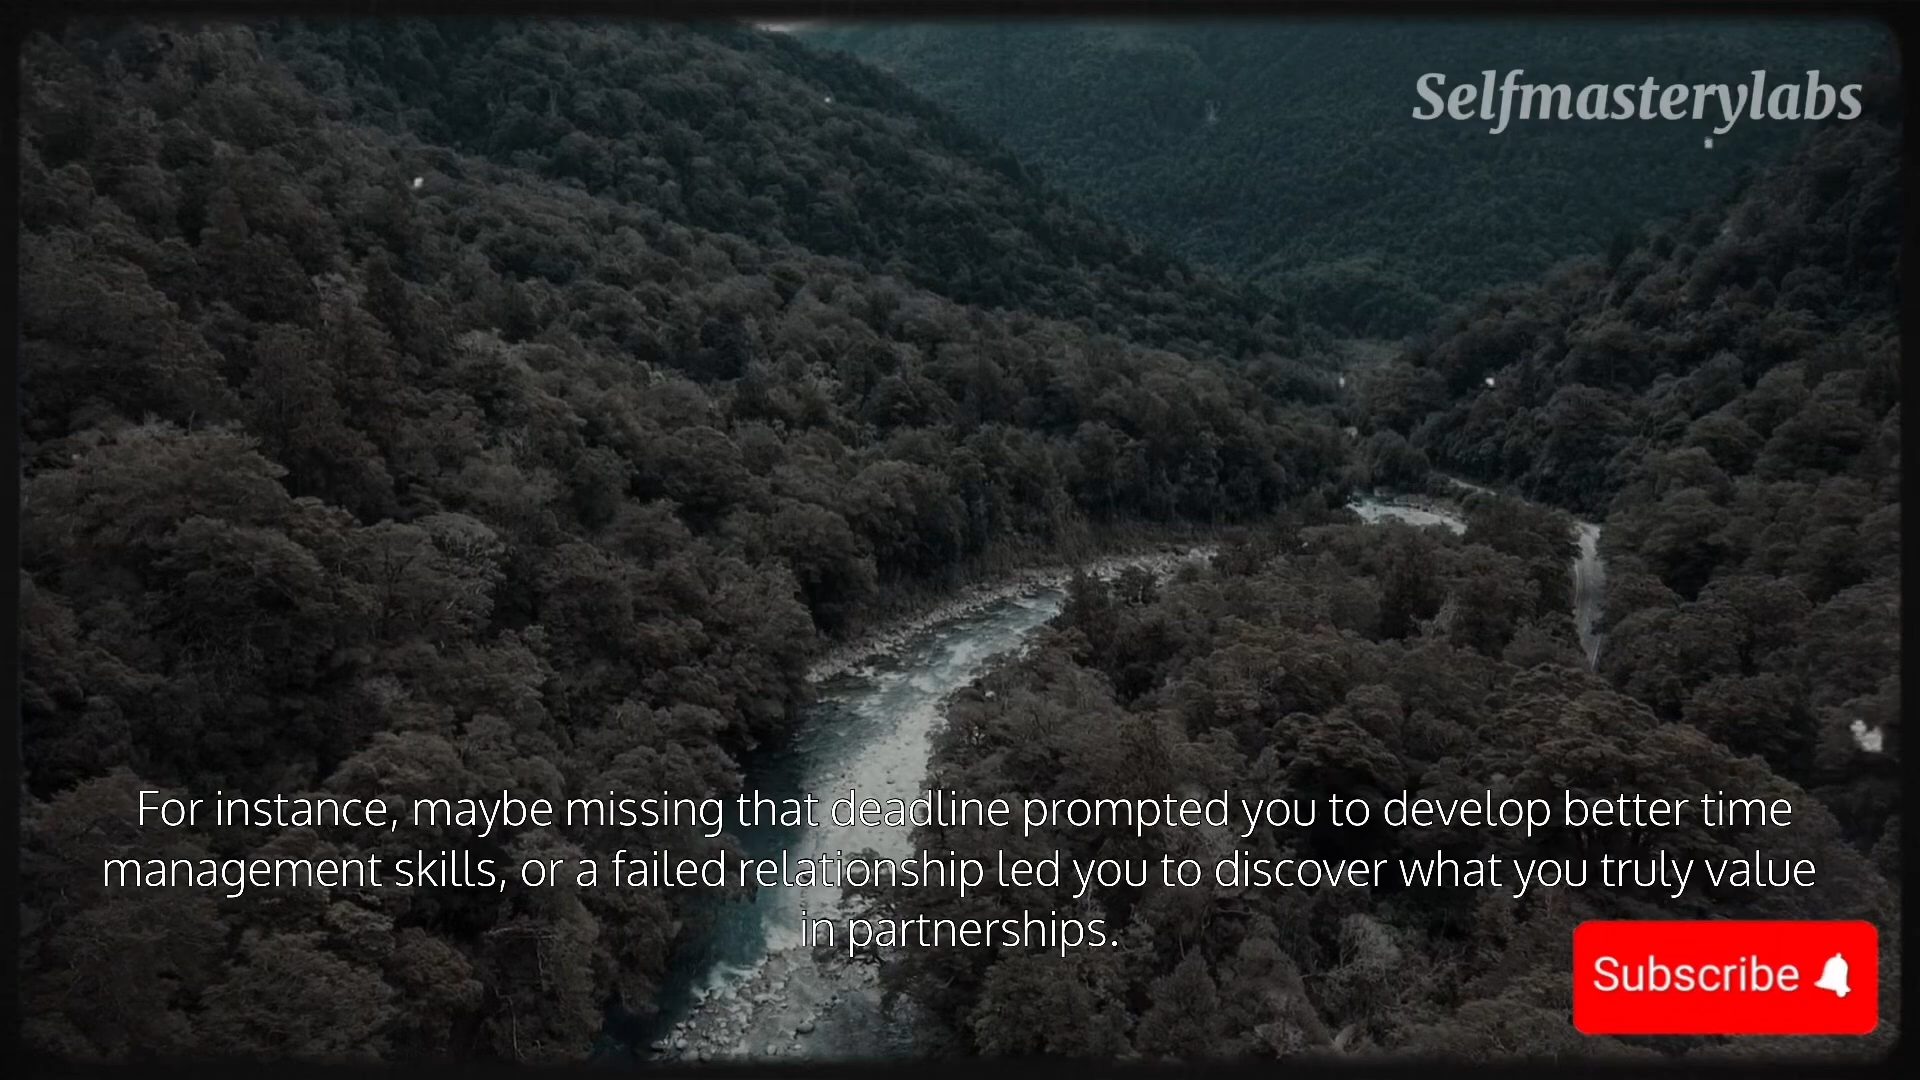 Selfmasterylabs
For instance, maybe missing that deadline prompted you to develop better time
management skills, or a failed relationship led you to discover what you truly value
in partnerships.
Subscribe